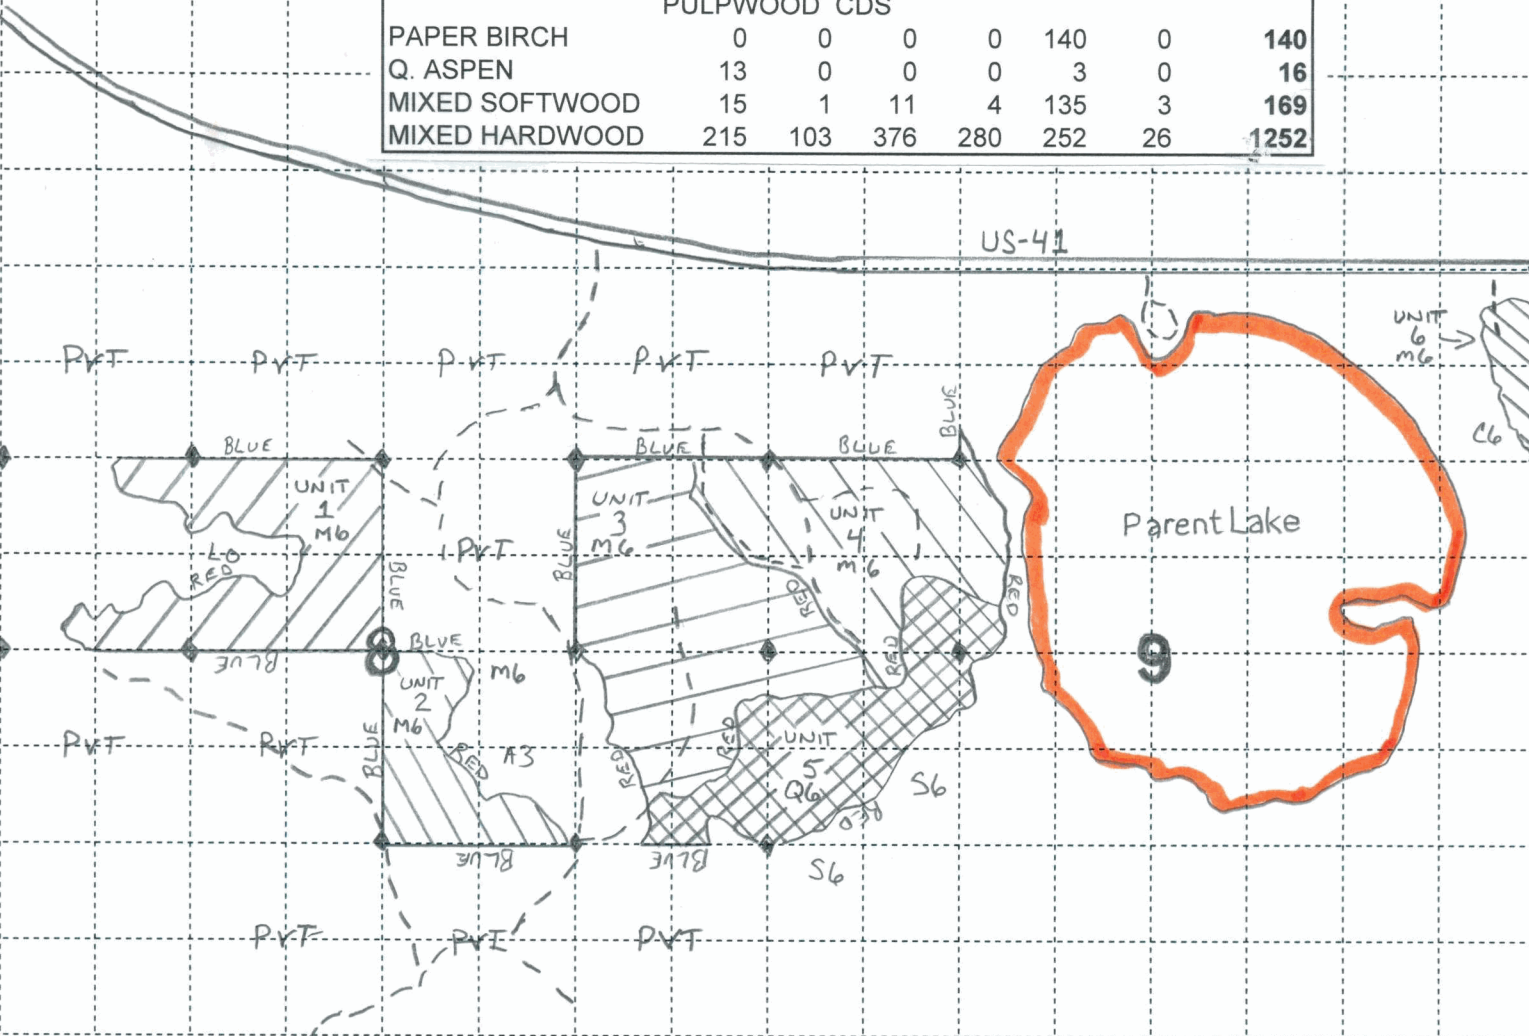 PULPWOOD CDS
PAPER BIRCH 0 0 0 0 140 0 140
Q. ASPEN 13 0 0 0 3 0 16
MIXED SOFTWOOD 15 1 11 4 135 3 169
MIXED HARDWOOD 215 103 376 280 252 26 1252
US-41
UNIT
6
M6
PVT PVT PVT PVT PVT
BLUE
C6
BLUE
BLUE
BLUE
UNIT
1
M6
UNIT
3
M6
UNIT
4
M6
Parent Lake
LO
RED
PVT
BLUE
BLUE
RED
RED
RED
BLUE
BLUE
8
9
UNIT
2
M6
M6
PVT
PVT
BLUE
RED
A3
RED
RED
UNIT
5
Q6
S6
RED
BLUE
BLUE
S6
PVT
PVT
PVT